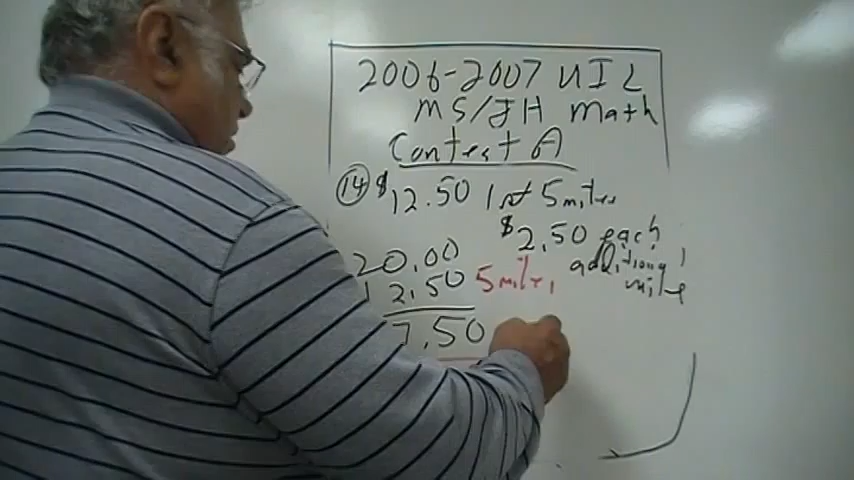 2006-2007 UIL
MS/JH Math
Contest A
14 $12.50 1st 5 miles
$2.50 each
additional
mile
20.00
12.50 5 miles
7.50